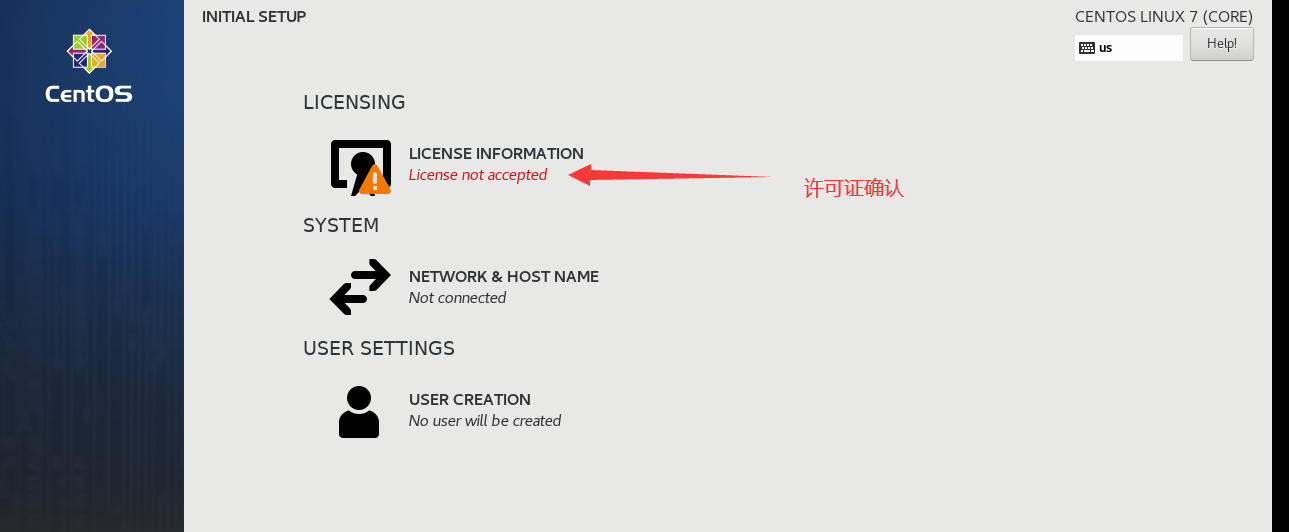 INITIAL SETUP
CENTOS LINUX 7 (CORE)
us
Help!
CentOS
LICENSING
LICENSE INFORMATION
License not accepted
许可证确认
SYSTEM
NETWORK & HOST NAME
Not connected
USER SETTINGS
USER CREATION
No user will be created